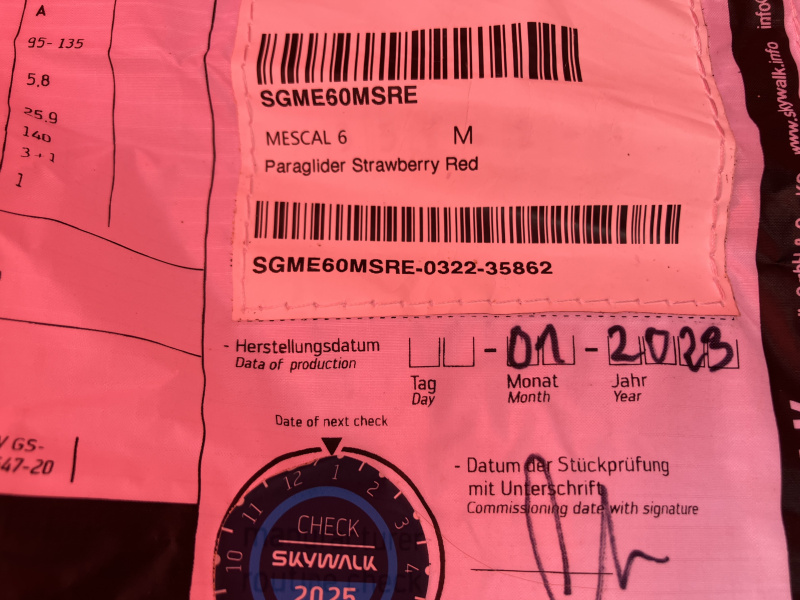 A
95-135
5,8
25.9
140
3+1
1
SGME60MSRE
MESCAL 6 M
Paraglider Strawberry Red
SGME60MSRE-0322-35862
- Herstellungsdatum
Data of production
- 01 - 2023
Tag Monat Jahr
Day Month Year
Date of next check
10 11 12 1 2 3 4
CHECK
SKYWALK
2025
- Datum der Stückprüfung
mit Unterschrift
Commissioning date with signature
GS-
47-20
www.skywalk.info